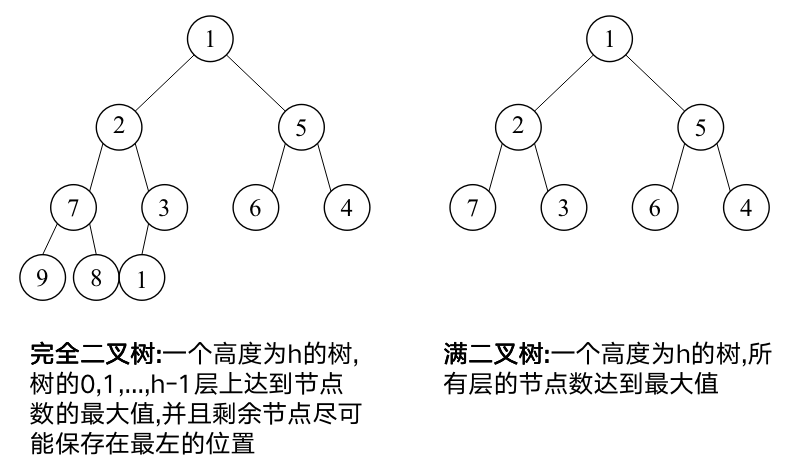 1
1
2
5
2
5
7
3
6
4
7
3
6
4
9
8
1
完全二叉树:一个高度为h的树,
树的0,1,...,h-1层上达到节点
数的最大值,并且剩余节点尽可
能保存在最左的位置
满二叉树:一个高度为h的树,所
有层的节点数达到最大值